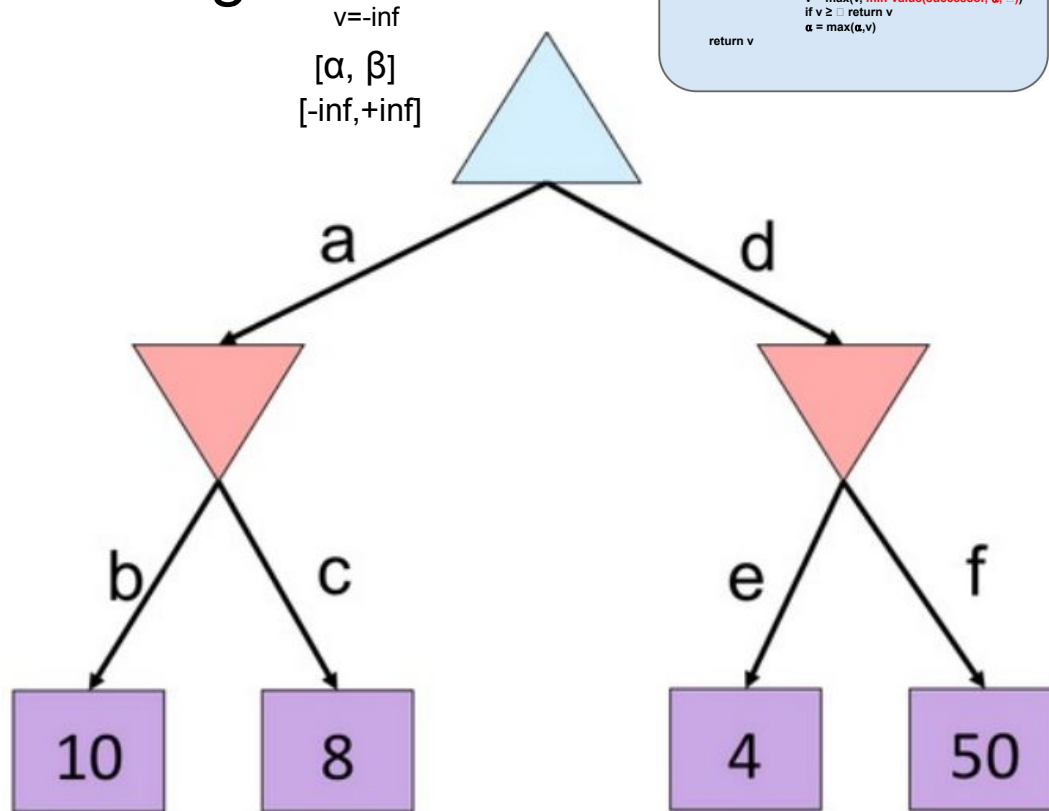 v=-inf
[α, β]
[-inf,+inf]
if v ≥ □ return v
α = max(α,v)
return v
a
d
b
c
e
f
10
8
4
50